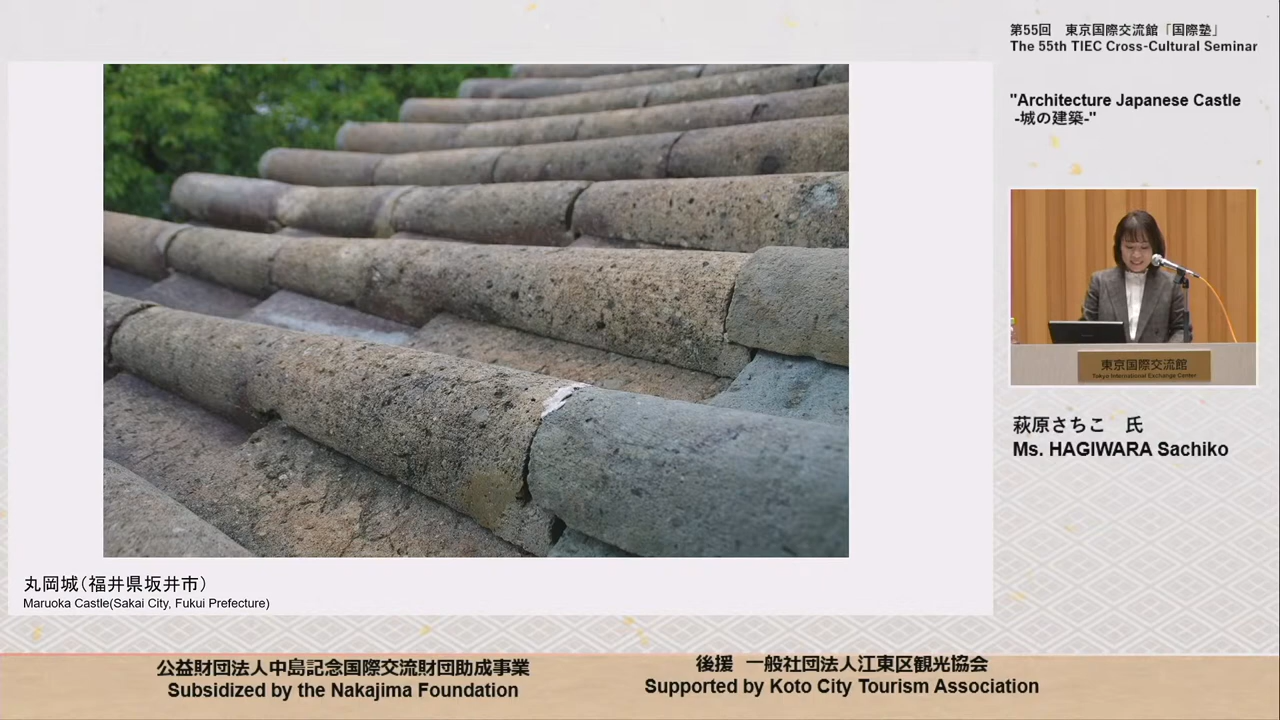 第55回　東京国際交流館「国際塾」
The 55th TIEC Cross-Cultural Seminar
"Architecture Japanese Castle
-城の建築-"
東京国際交流館
Tokyo International Exchange Center
萩原さちこ　氏
Ms. HAGIWARA Sachiko
丸岡城（福井県坂井市）
Maruoka Castle(Sakai City, Fukui Prefecture)
公益財団法人中島記念国際交流財団助成事業
Subsidized by the Nakajima Foundation
後援　一般社団法人江東区観光協会
Supported by Koto City Tourism Association